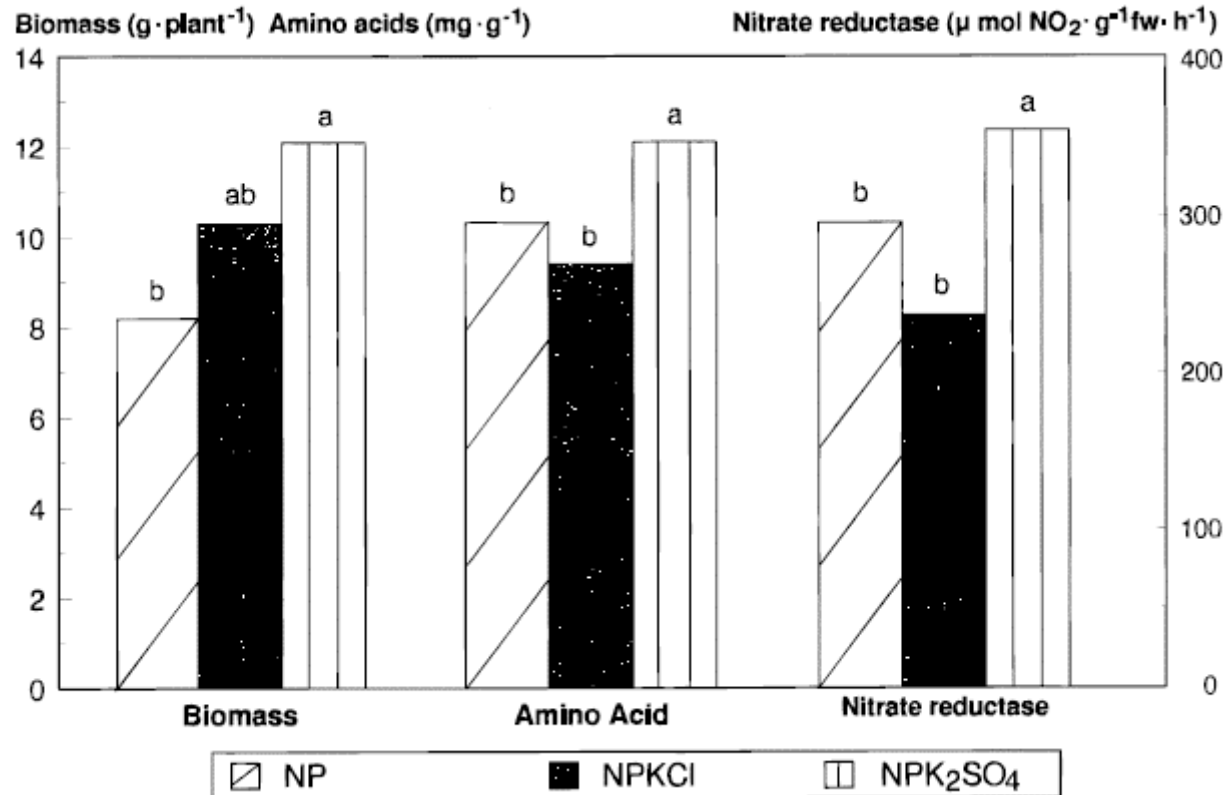 Biomass (g·plant⁻¹) Amino acids (mg·g⁻¹) Nitrate reductase (μ mol NO₂·g⁻¹fw·h⁻¹)
14 400
a a a
12
ab b b 300
10
b b b
8
200
6
4
100
2
0 0
Biomass Amino Acid Nitrate reductase
NP NPKCl NPK₂SO₄